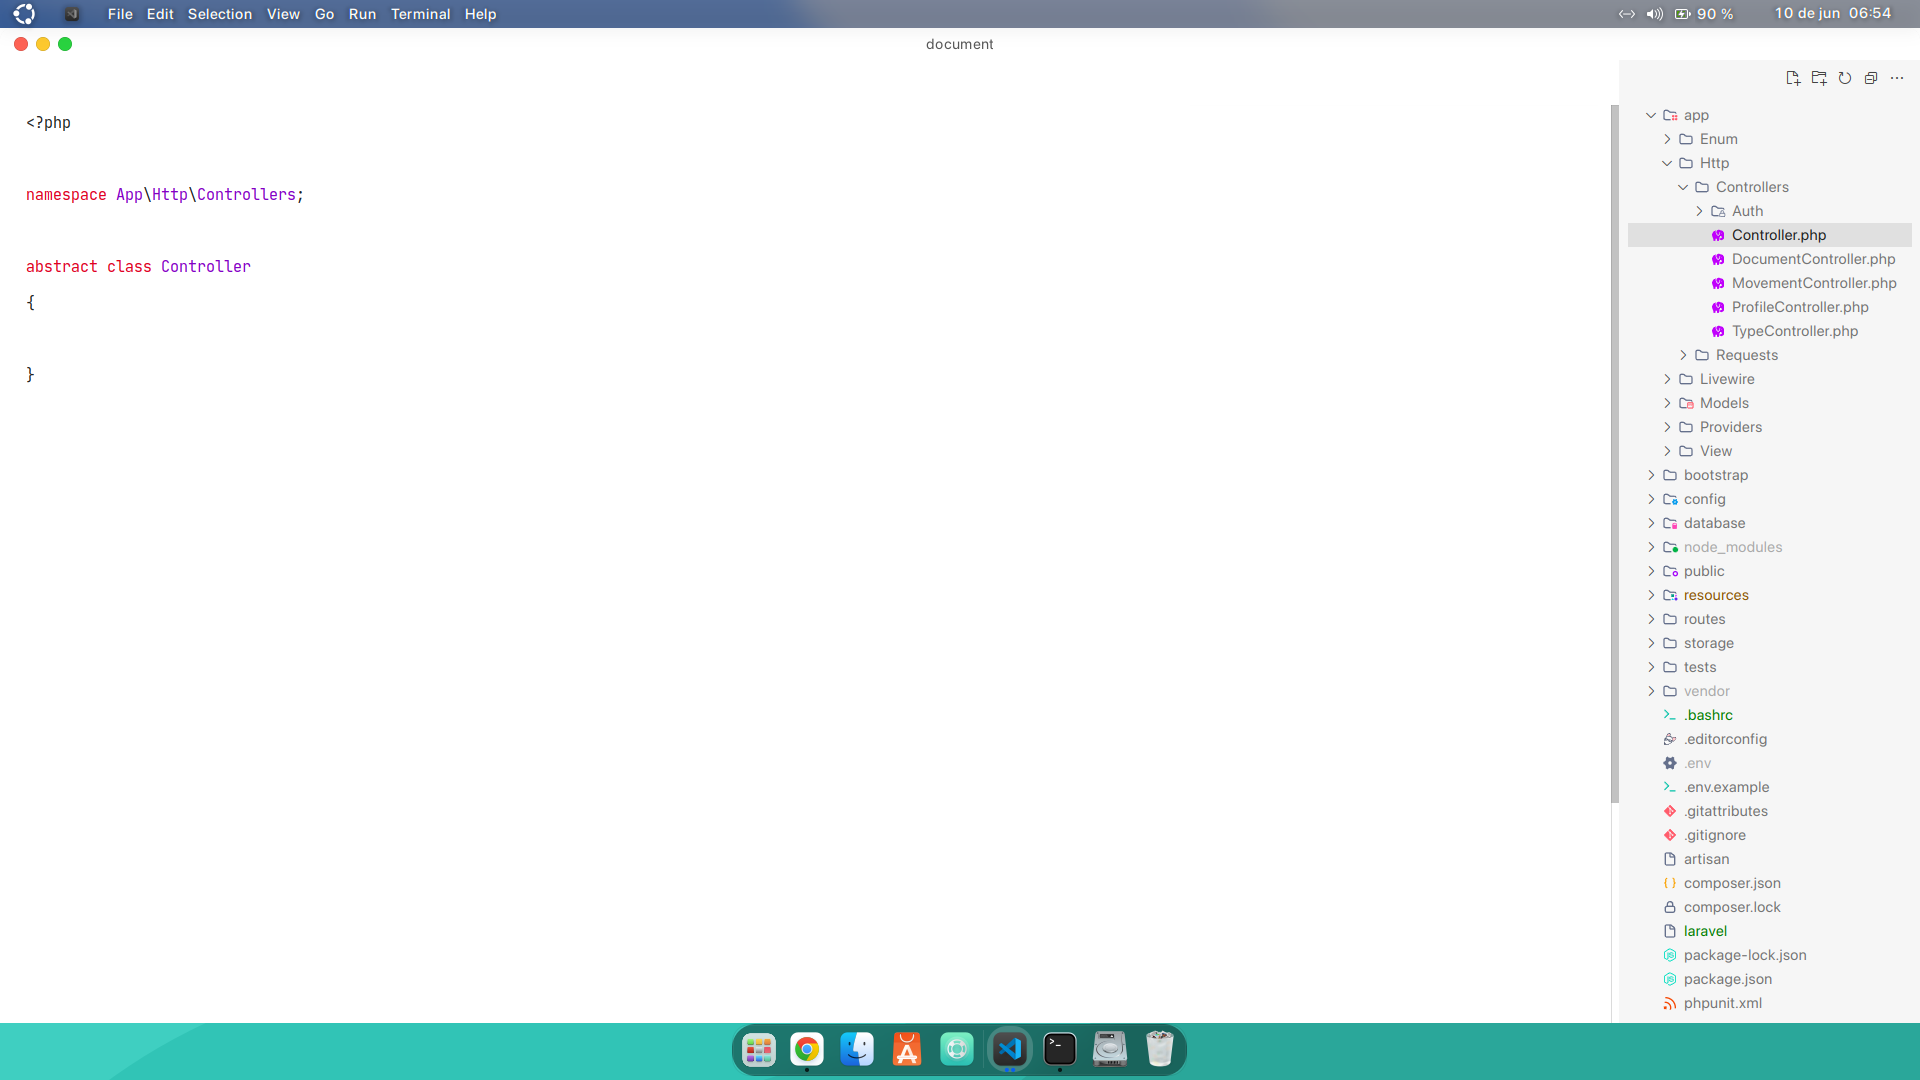 File Edit Selection View Go Run Terminal Help
90 %
10 de jun 06:54
document
<?php
namespace App\Http\Controllers;
abstract class Controller
{
}
app
Enum
Http
Controllers
Auth
Controller.php
DocumentController.php
MovementController.php
ProfileController.php
TypeController.php
Requests
Livewire
Models
Providers
View
bootstrap
config
database
node_modules
public
resources
routes
storage
tests
vendor
.bashrc
.editorconfig
.env
.env.example
.gitattributes
.gitignore
artisan
composer.json
composer.lock
laravel
package-lock.json
package.json
phpunit.xml